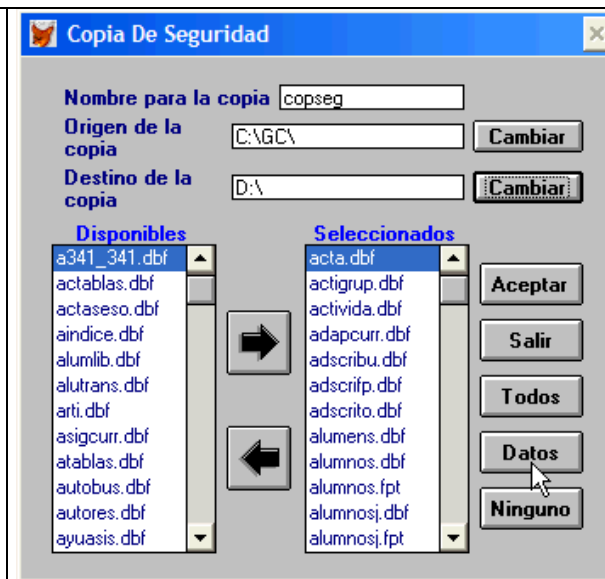 Copia De Seguridad
Nombre para la copia copseg
Origen de la copia C:\GC\ Cambiar
Destino de la copia D:\ Cambiar
Disponibles
a341_341.dbf
actablas.dbf
actaseso.dbf
aindice.dbf
alumlib.dbf
alutrans.dbf
arti.dbf
asigcurr.dbf
atablas.dbf
autobus.dbf
autores.dbf
ayuasis.dbf
Seleccionados
acta.dbf
actigrup.dbf
activida.dbf
adapcurr.dbf
adscribu.dbf
adscrifp.dbf
adscrito.dbf
alumens.dbf
alumnos.dbf
alumnos.fpt
alumnosj.dbf
alumnosj.fpt
Aceptar
Salir
Todos
Datos
Ninguno